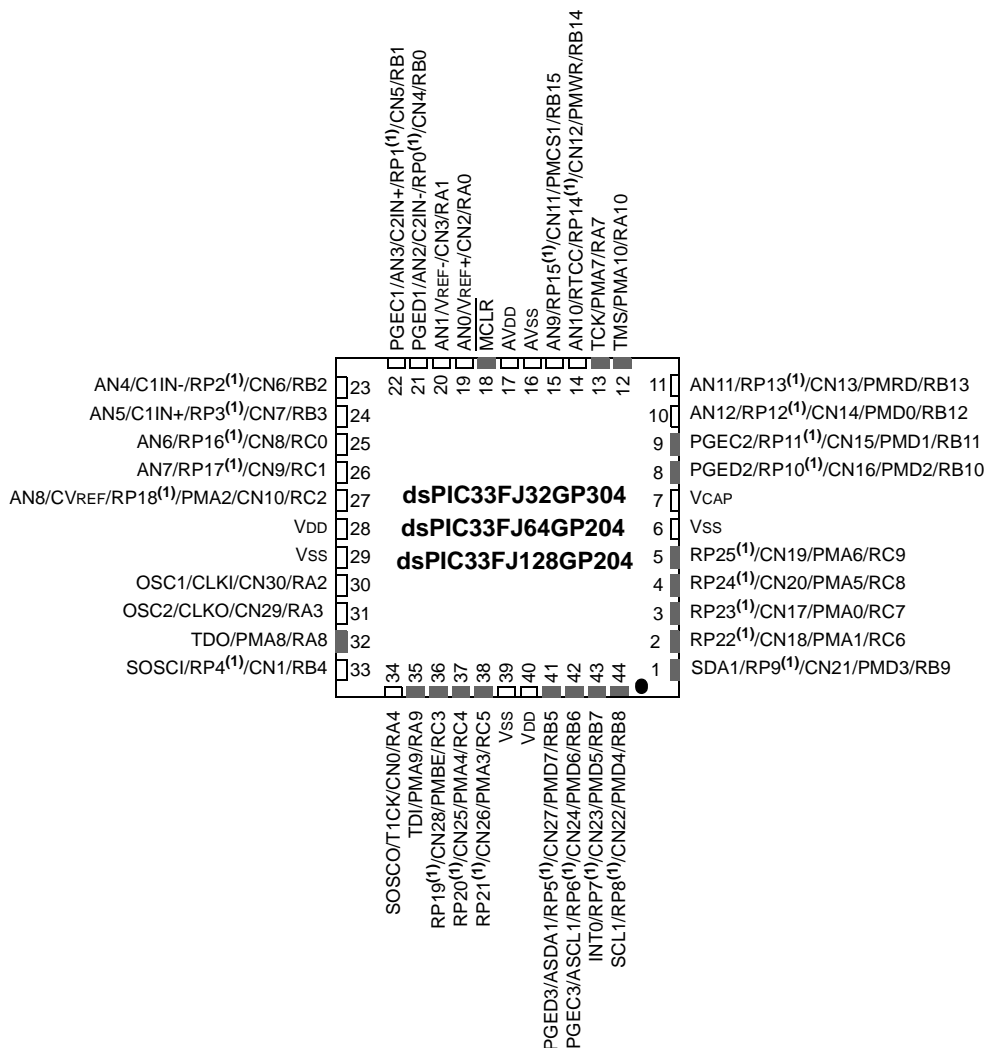 PGEC1/AN3/C2IN+/RP1(1)/CN5/RB1
PGED1/AN2/C2IN-/RP0(1)/CN4/RB0
AN1/VREF-/CN3/RA1
AN0/VREF+/CN2/RA0
MCLR
AVDD
AVSS
AN9/RP15(1)/CN11/PMCS1/RB15
AN10/RTCC/RP14(1)/CN12/PMWR/RB14
TCK/PMA7/RA7
TMS/PMA10/RA10
22 21 20 19 18 17 16 15 14 13 12
AN4/C1IN-/RP2(1)/CN6/RB2 23
AN5/C1IN+/RP3(1)/CN7/RB3 24
AN6/RP16(1)/CN8/RC0 25
AN7/RP17(1)/CN9/RC1 26
AN8/CVREF/RP18(1)/PMA2/CN10/RC2 27
VDD 28
VSS 29
OSC1/CLKI/CN30/RA2 30
OSC2/CLKO/CN29/RA3 31
TDO/PMA8/RA8 32
SOSCI/RP4(1)/CN1/RB4 33
dsPIC33FJ32GP304
dsPIC33FJ64GP204
dsPIC33FJ128GP204
11 AN11/RP13(1)/CN13/PMRD/RB13
10 AN12/RP12(1)/CN14/PMD0/RB12
9 PGEC2/RP11(1)/CN15/PMD1/RB11
8 PGED2/RP10(1)/CN16/PMD2/RB10
7 VCAP
6 VSS
5 RP25(1)/CN19/PMA6/RC9
4 RP24(1)/CN20/PMA5/RC8
3 RP23(1)/CN17/PMA0/RC7
2 RP22(1)/CN18/PMA1/RC6
1 SDA1/RP9(1)/CN21/PMD3/RB9
34 35 36 37 38 39 40 41 42 43 44
SOSCO/T1CK/CN0/RA4
TDI/PMA9/RA9
RP19(1)/CN28/PMBE/RC3
RP20(1)/CN25/PMA4/RC4
RP21(1)/CN26/PMA3/RC5
VSS
VDD
PGED3/ASDA1/RP5(1)/CN27/PMD7/RB5
PGEC3/ASCL1/RP6(1)/CN24/PMD6/RB6
INT0/RP7(1)/CN23/PMD5/RB7
SCL1/RP8(1)/CN22/PMD4/RB8